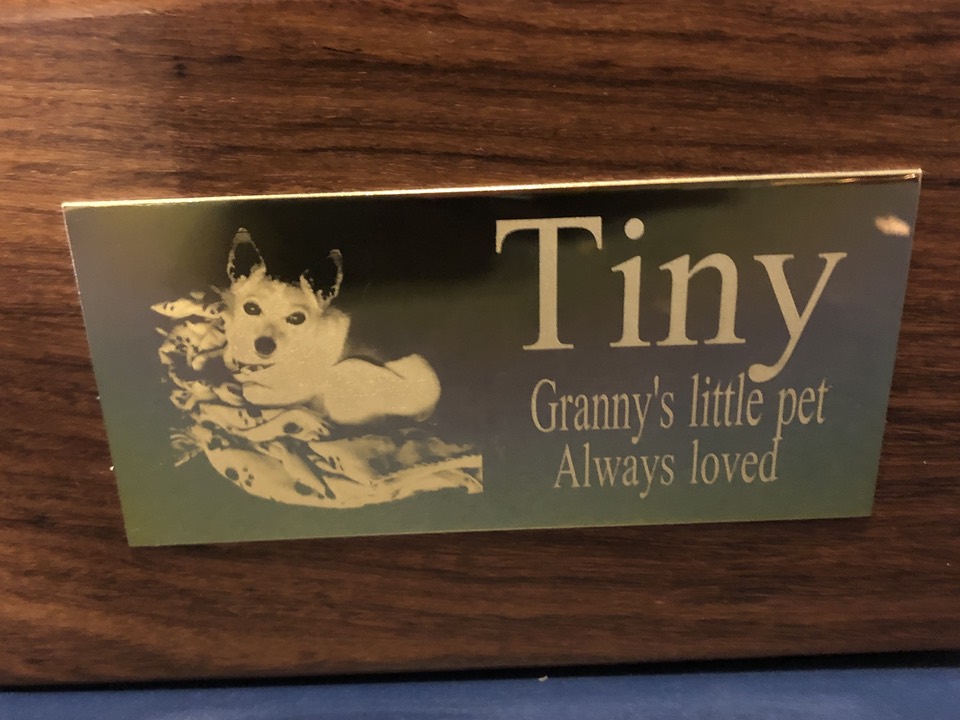 Tiny
Granny's little pet
Always loved